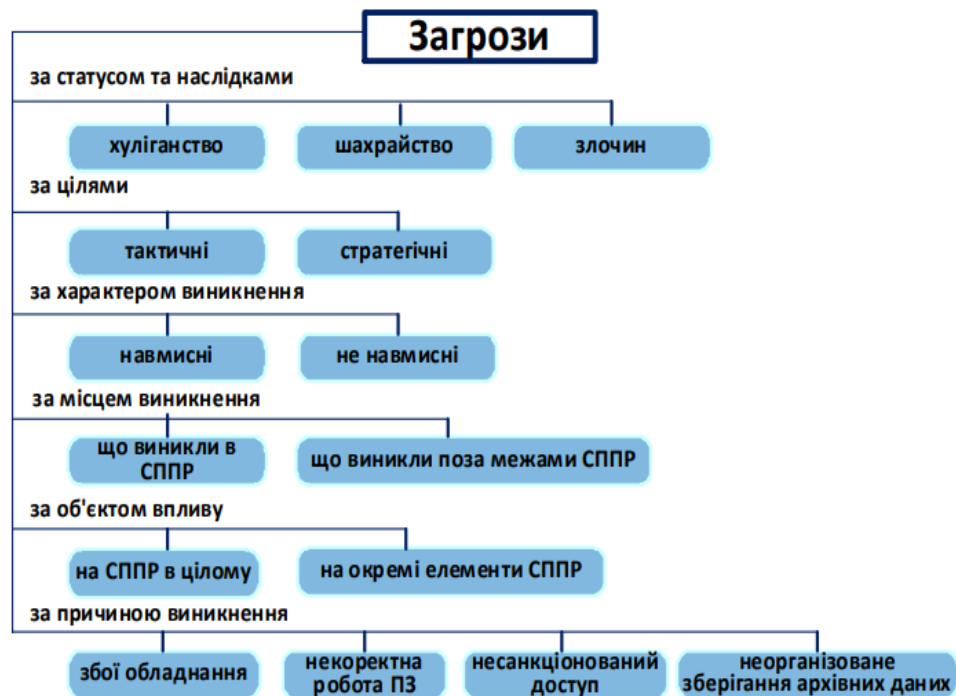 Загрози
за статусом та наслідками
хуліганство
шахрайство
злочин
за цілями
тактичні
стратегічні
за характером виникнення
навмисні
не навмисні
за місцем виникнення
що виникли в
СППР
що виникли поза межами СППР
за об'єктом впливу
на СППР в цілому
на окремі елементи СППР
за причиною виникнення
збої обладнання
некоректна
робота ПЗ
несанкціонований
доступ
неорганізоване
зберігання архівних даних